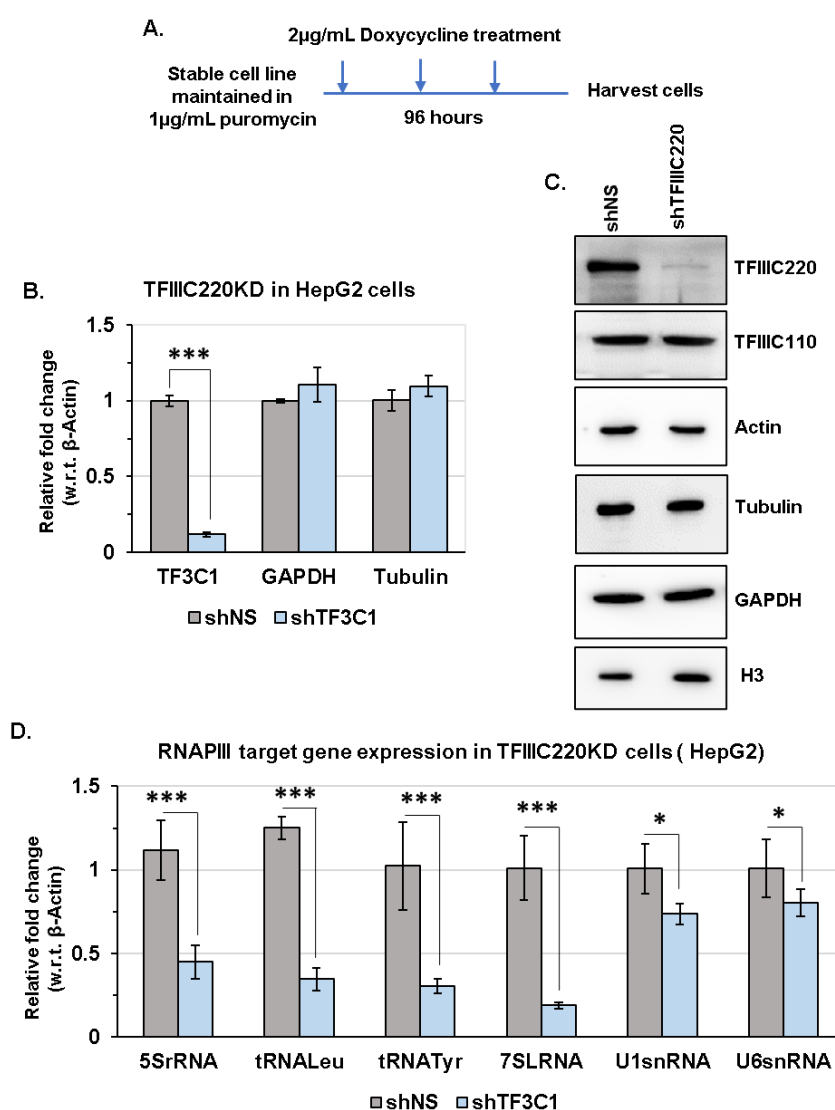 A.
2µg/mL Doxycycline treatment
Stable cell line
maintained in
1µg/mL puromycin
96 hours
Harvest cells
B.
TFIIIC220KD in HepG2 cells
Relative fold change
(w.r.t. β-Actin)
1.5
1
0.5
0
***
TF3C1
GAPDH
Tubulin
shNS
shTF3C1
C.
shNS
shTFIIIC220
TFIIIC220
TFIIIC110
Actin
Tubulin
GAPDH
H3
D.
RNAPIII target gene expression in TFIIIC220KD cells ( HepG2)
Relative fold change
(w.r.t. β-Actin)
1.5
1
0.5
0
***
***
***
***
*
*
5SrRNA
tRNALeu
tRNATyr
7SLRNA
U1snRNA
U6snRNA
shNS
shTF3C1